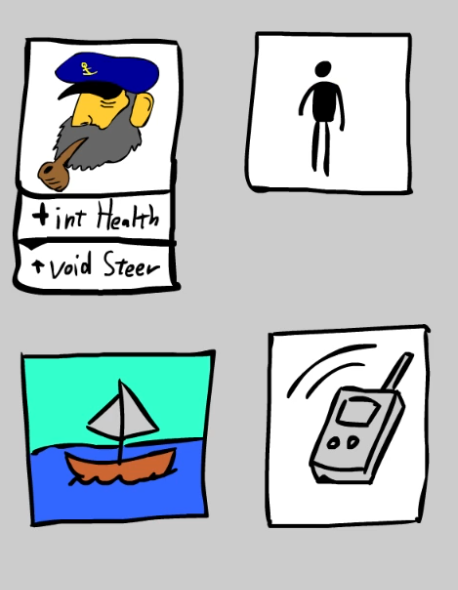 +int Health
+void Steer